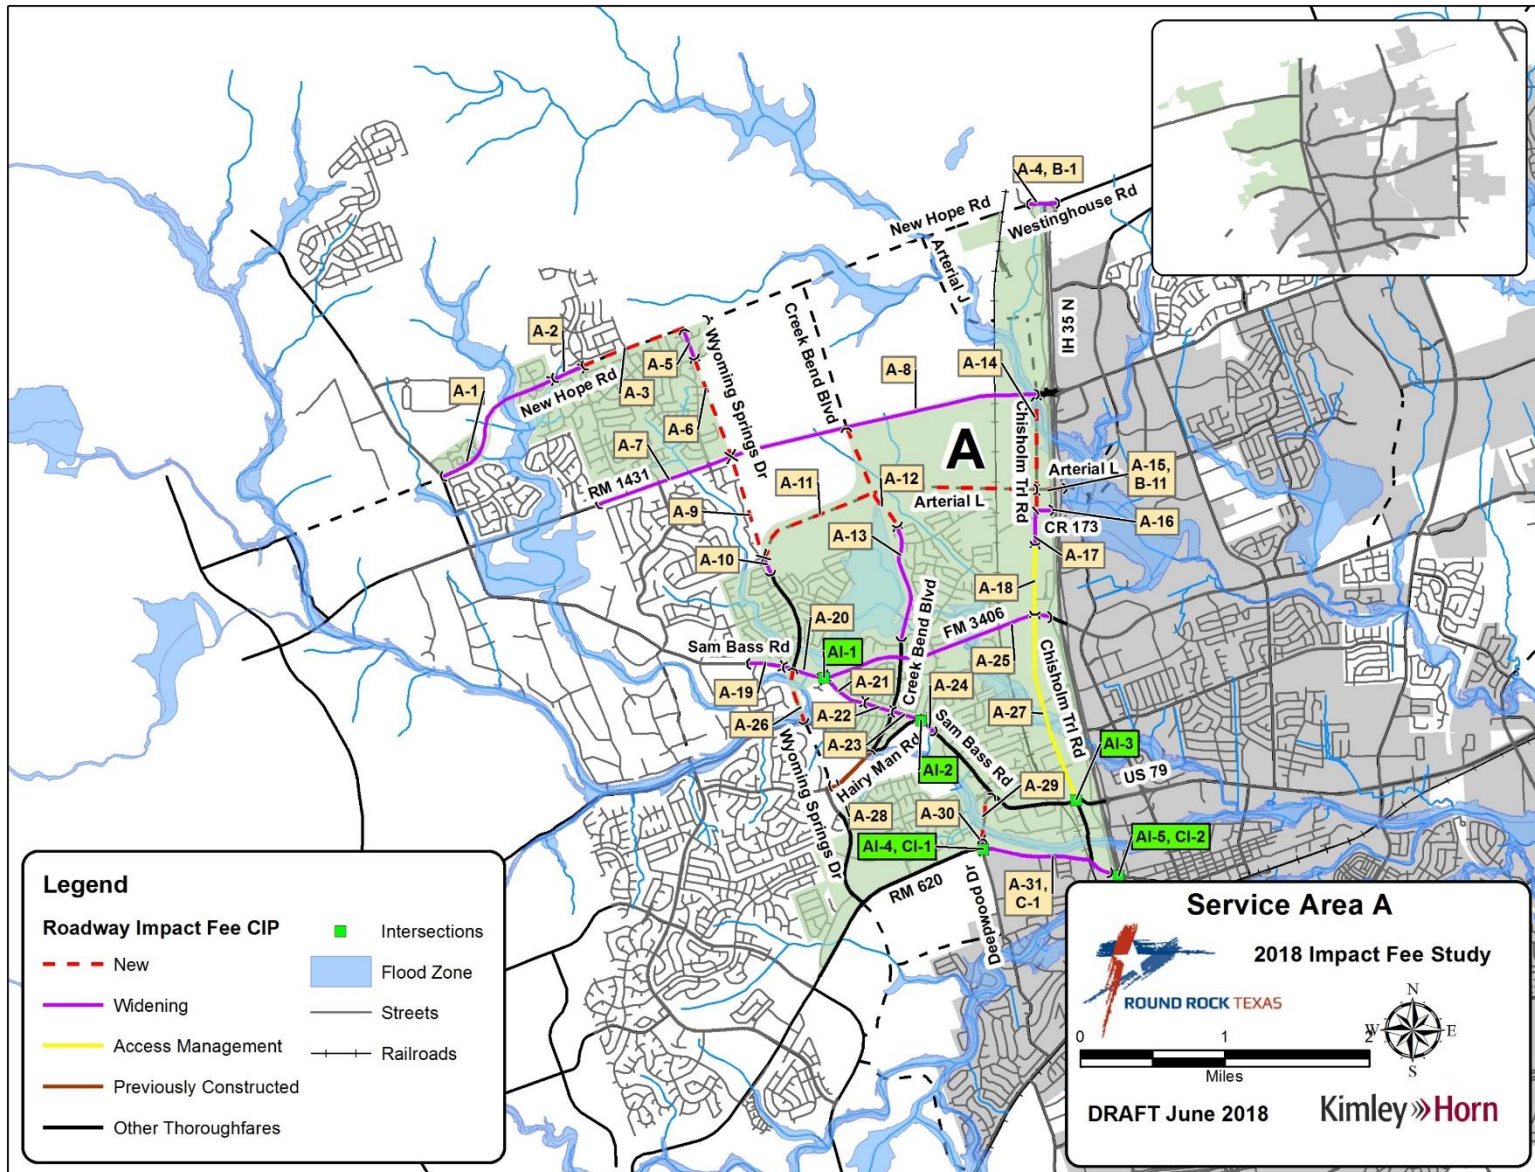 A-4, B-1
New Hope Rd
Westinghouse Rd
Arterial J
IH 35 N
A-2
A-5
Wyoming Springs Dr
Creek Bend Blvd
A-14
A-8
A-1
New Hope Rd
A-3
A-6
Chisholm Trl Rd
A-7
A
RM 1431
A-12
Arterial L
A-15,
B-11
A-11
Arterial L
A-9
A-16
CR 173
A-13
A-17
A-10
A-18
Creek Bend Blvd
FM 3406
A-20
Sam Bass Rd
AI-1
A-25
Chisholm Trl Rd
A-21
A-24
A-19
A-22
A-27
A-26
Sam Bass Rd
A-23
Wyoming Springs Dr
Hairy Man Rd
AI-2
AI-3
US 79
A-29
A-28
A-30
AI-4, CI-1
AI-5, CI-2
RM 620
Deepwood Dr
A-31,
C-1
Legend
Roadway Impact Fee CIP
New
Widening
Access Management
Previously Constructed
Other Thoroughfares
Intersections
Flood Zone
Streets
Railroads
Service Area A
2018 Impact Fee Study
ROUND ROCK TEXAS
N
W E
S
0 1 2
Miles
DRAFT June 2018
Kimley»Horn